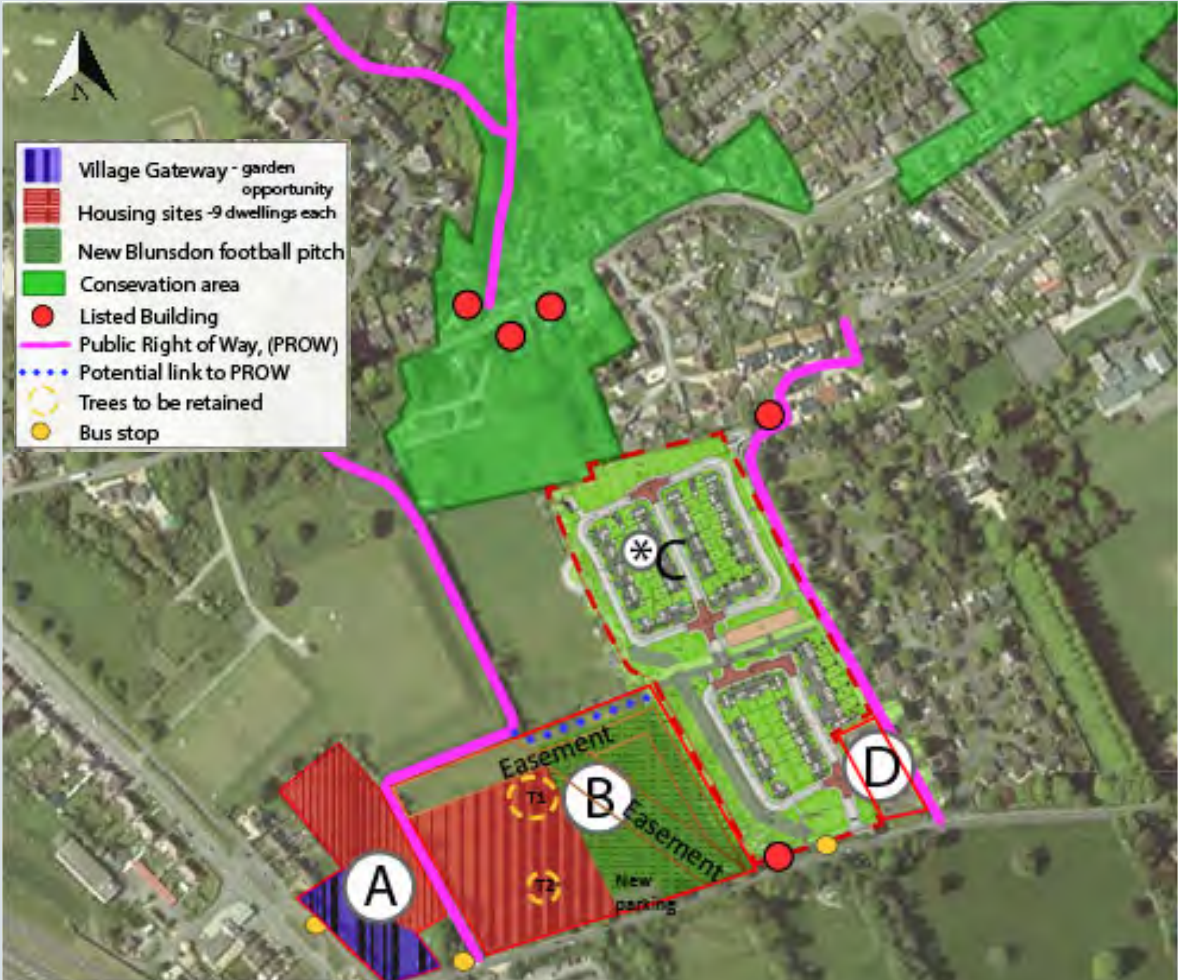 N
Village Gateway - garden
opportunity
Housing sites -9 dwellings each
New Blunsdon football pitch
Consevation area
Listed Building
Public Right of Way, (PROW)
Potential link to PROW
Trees to be retained
Bus stop
*C
Easement
T1
B
Easement
D
A
T2
New
parking